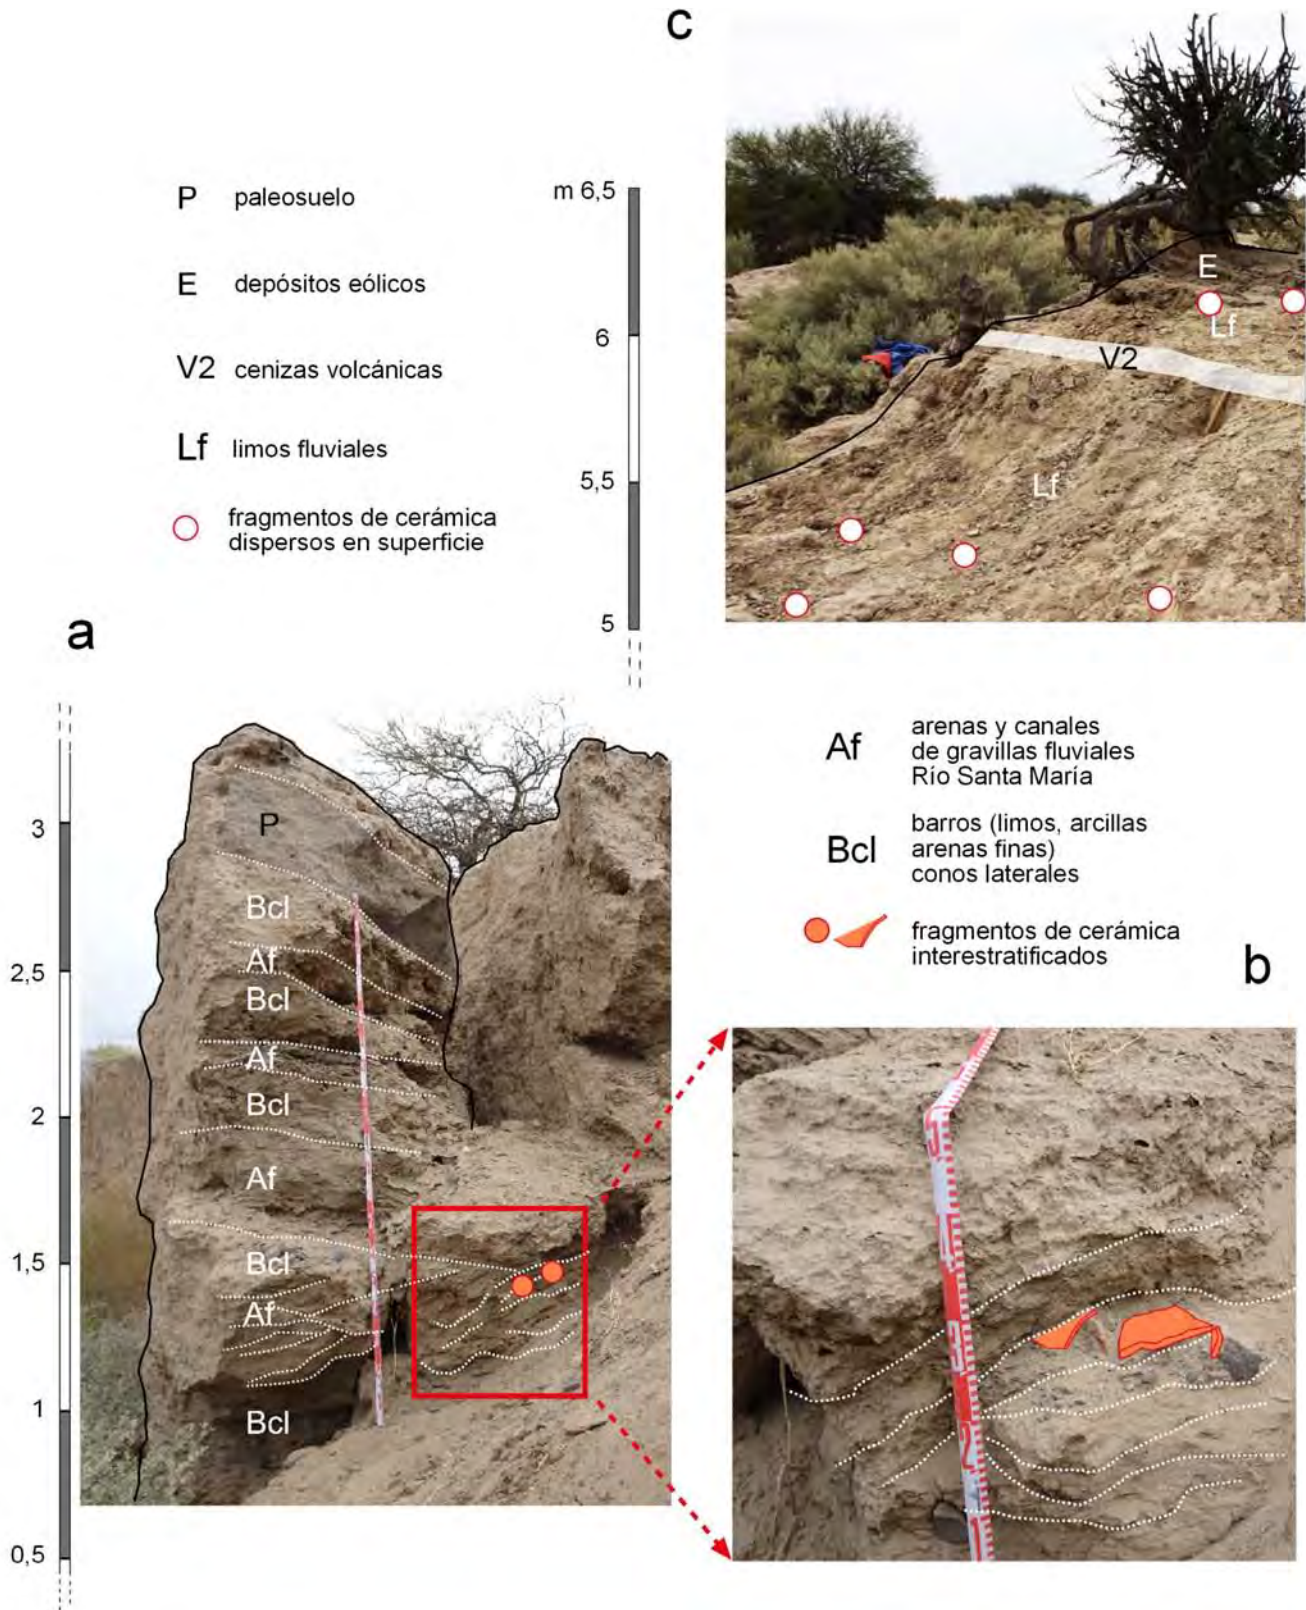 c
P paleosuelo
E depósitos eólicos
V2 cenizas volcánicas
Lf limos fluviales
fragmentos de cerámica
dispersos en superficie
m 6,5
6
5,5
5
E
Lf
V2
Lf
a
3
2,5
2
1,5
1
0,5
P
Bcl
Af
Bcl
Af
Bcl
Af
Bcl
Af
Bcl
Af arenas y canales
de gravillas fluviales
Río Santa María
Bcl barros (limos, arcillas
arenas finas)
conos laterales
fragmentos de cerámica
interestratificados
b